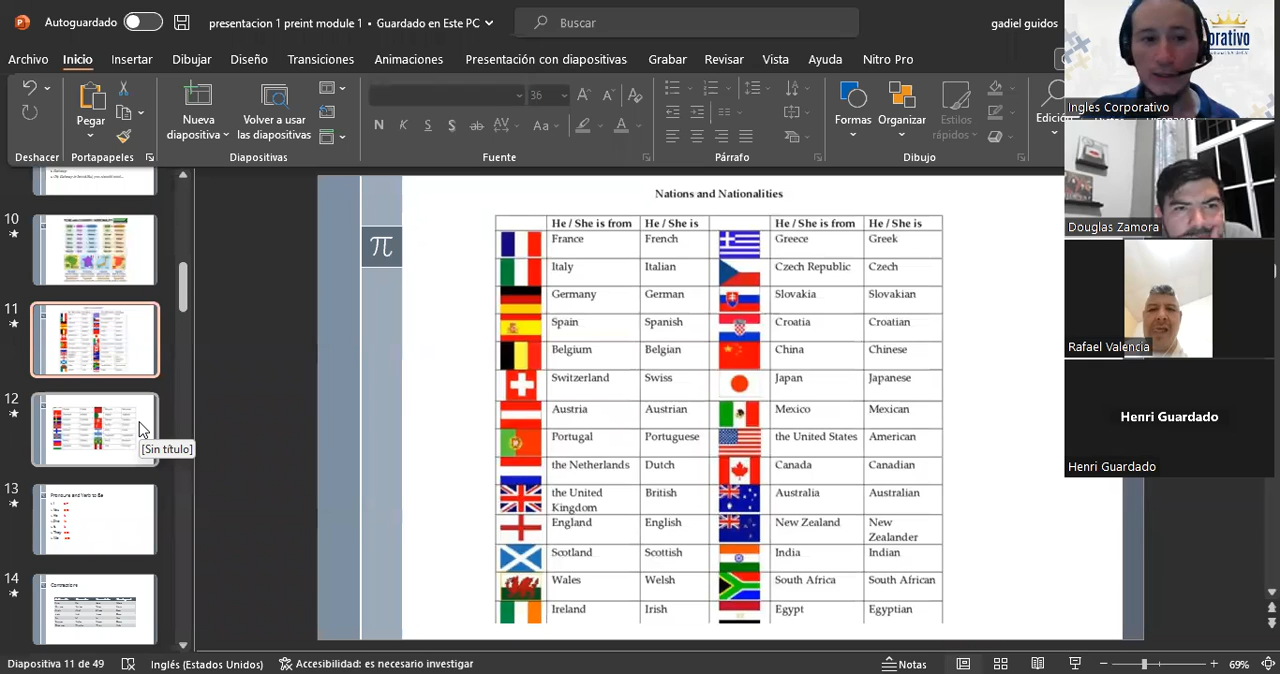 Autoguardado
presentacion 1 preint module 1 • Guardado en Este PC
Buscar
gadiel guidos
Archivo Inicio Insertar Dibujar Diseño Transiciones Animaciones Presentación con diapositivas Grabar Revisar Vista Ayuda Nitro Pro
36
Pegar
Nueva diapositiva
Volver a usar las diapositivas
N K S S ab AV Aa A
Formas
Organizar
Estilos rápidos
Edición
Deshacer Portapapeles Diapositivas Fuente Párrafo Dibujo
orativo
Ingles Corporativo
Douglas Zamora
Rafael Valencia
Henri Guardado
Henri Guardado
10
11
12
[Sin título]
13
Pronouns and Verb to Be
14
Contractions
π
Nations and Nationalities
He / She is from He / She is He / She is from He / She is
France French Greece Greek
Italy Italian Czech Republic Czech
Germany German Slovakia Slovakian
Spain Spanish Croatia Croatian
Belgium Belgian China Chinese
Switzerland Swiss Japan Japanese
Austria Austrian Mexico Mexican
Portugal Portuguese the United States American
the Netherlands Dutch Canada Canadian
the United Kingdom British Australia Australian
England English New Zealand New Zealander
Scotland Scottish India Indian
Wales Welsh South Africa South African
Ireland Irish Egypt Egyptian
Diapositiva 11 de 49
Inglés (Estados Unidos)
Accesibilidad: es necesario investigar
Notas
69%